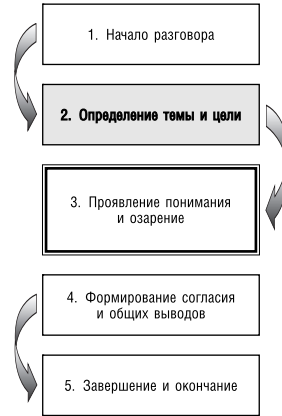 1. Начало разговора
2. Определение темы и цели
3. Проявление понимания
и озарение
4. Формирование согласия
и общих выводов
5. Завершение и окончание